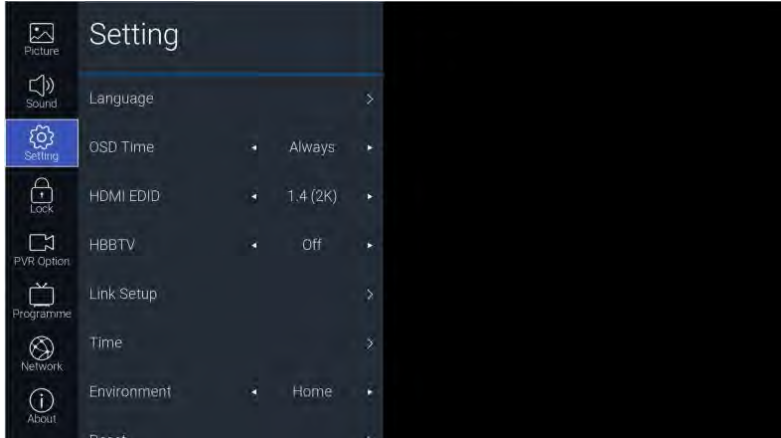 Picture
Sound
Setting
Lock
PVR Option
Programme
Network
About
Setting
Language >
OSD Time Always
HDMI EDID 1.4 (2K)
HBBTV Off
Link Setup >
Time >
Environment Home